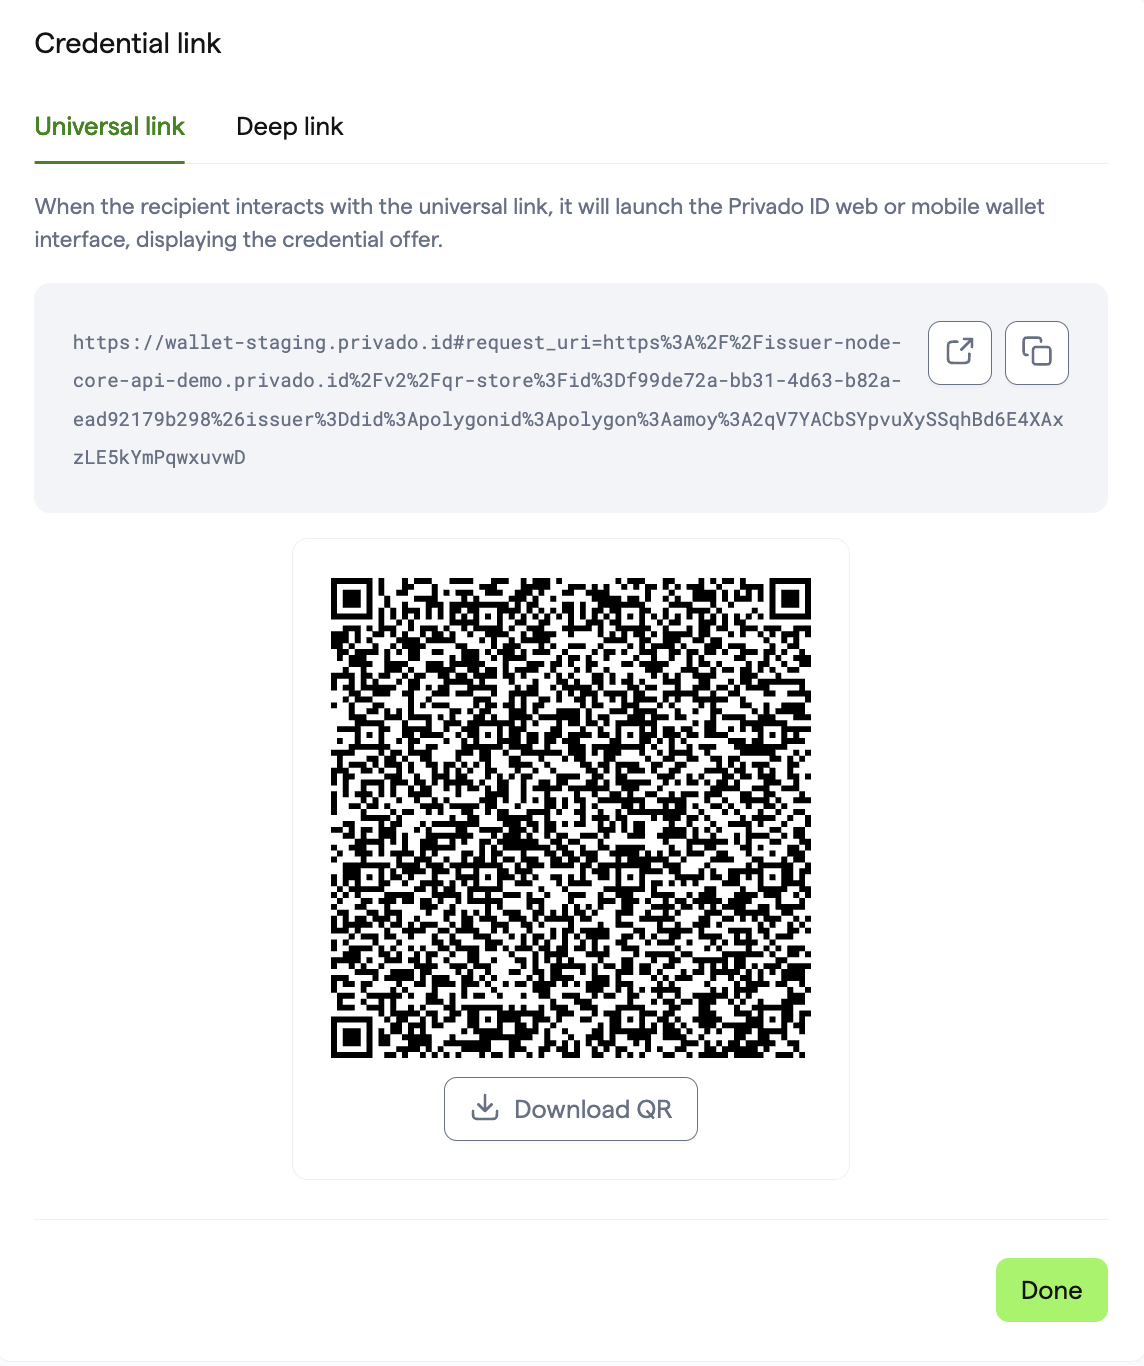 Credential link
Universal link
Deep link
When the recipient interacts with the universal link, it will launch the Privado ID web or mobile wallet
interface, displaying the credential offer.
https://wallet-staging.privado.id#request_uri=https%3A%2F%2Fissuer-node-
core-api-demo.privado.id%2Fv2%2Fqr-store%3Fid%3Df99de72a-bb31-4d63-b82a-
ead92179b298%26issuer%3Ddid%3Apolygonid%3Apolygon%3Aamoy%3A2qV7YACbSYpvuXySSqhBd6E4XAx
zLE5kYmPqwxuvwD
Download QR
Done